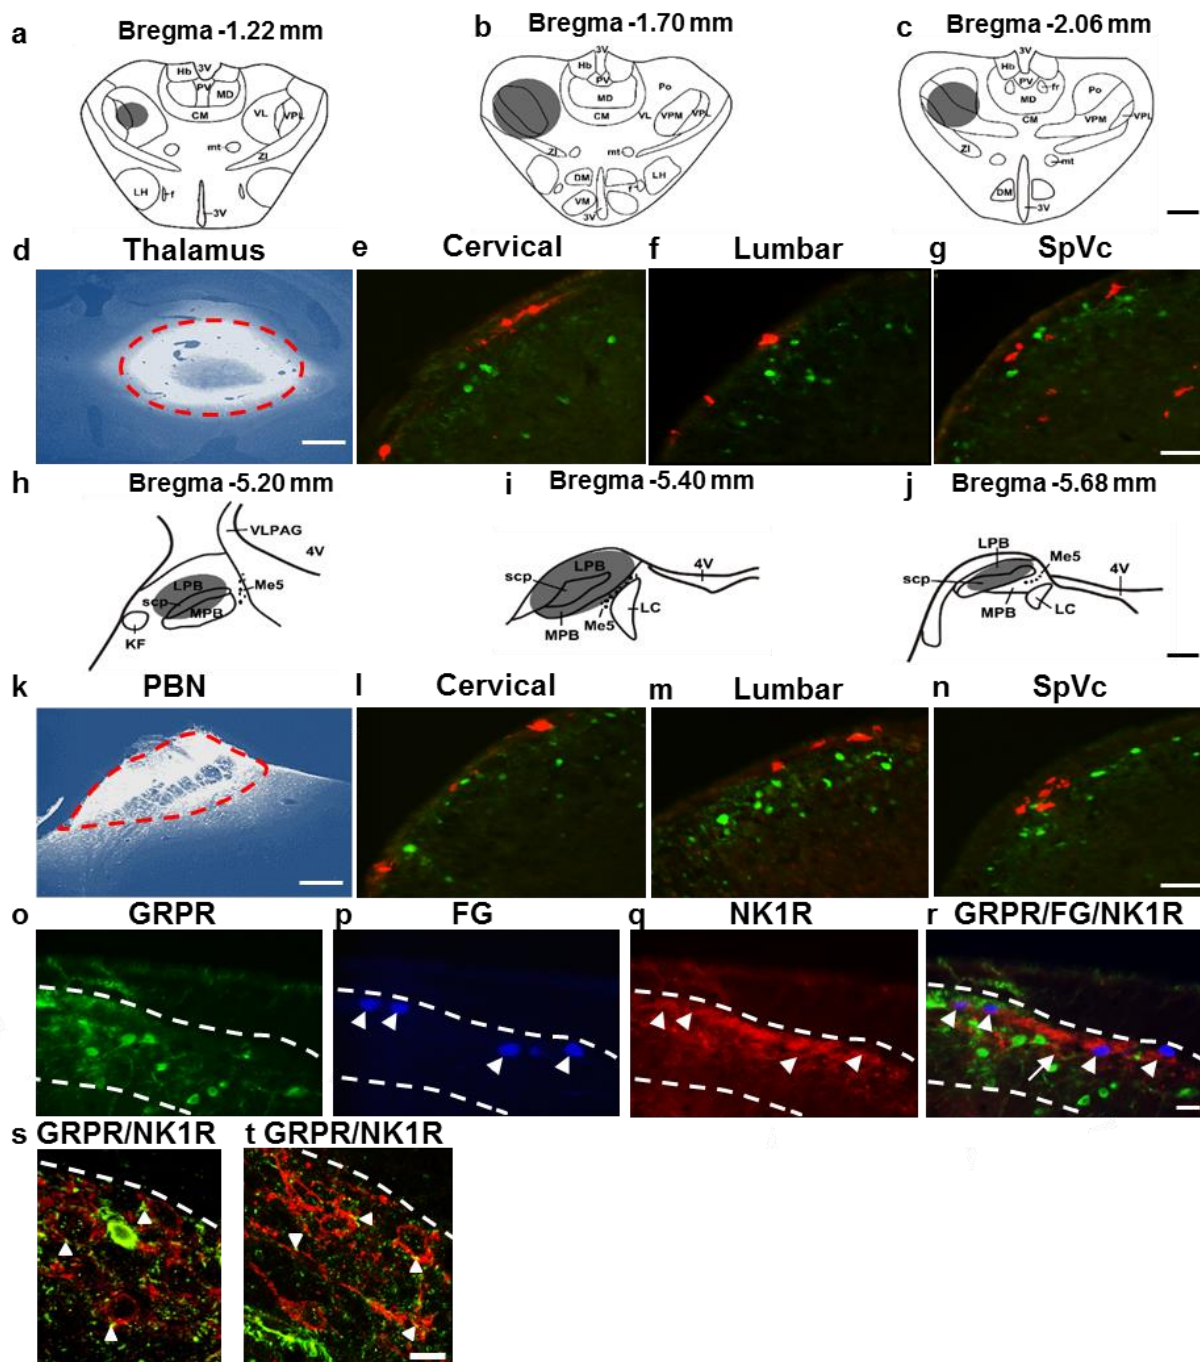 a Bregma -1.22 mm
b Bregma -1.70 mm
c Bregma -2.06 mm
3V
Hb
PV
MD
CM
VL
VPL
mt
ZI
LH
f
3V
3V
Hb
PV
MD
CM
VL
Po
VPM
VPL
ZI
mt
DM
f
LH
VM
3V
3V
Hb
PV
fr
MD
CM
Po
VPM
VPL
ZI
mt
DM
3V
d Thalamus
e Cervical
f Lumbar
g SpVc
h Bregma -5.20 mm
i Bregma -5.40 mm
j Bregma -5.68 mm
VLPAG
4V
LPB
Me5
scp
MPB
KF
LPB
4V
scp
MPB
Me5
LC
LPB
Me5
4V
scp
MPB
LC
k PBN
l Cervical
m Lumbar
n SpVc
o GRPR
p FG
q NK1R
r GRPR/FG/NK1R
s GRPR/NK1R
t GRPR/NK1R